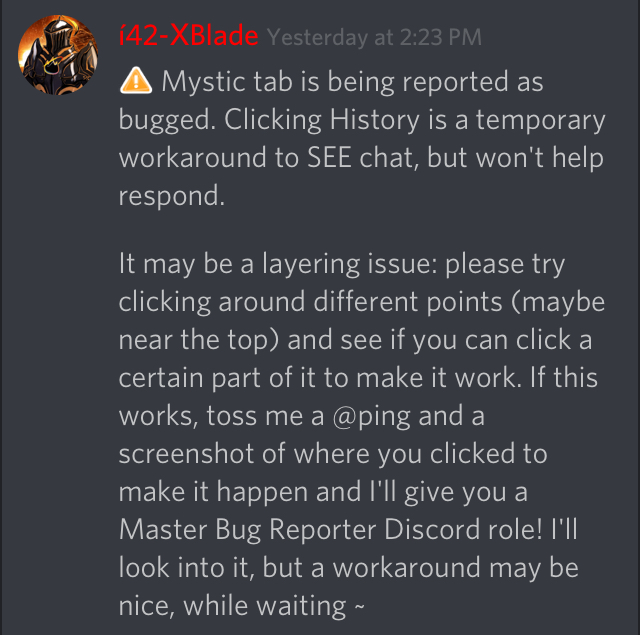 í42-XBlade Yesterday at 2:23 PM
⚠ Mystic tab is being reported as
bugged. Clicking History is a temporary
workaround to SEE chat, but won't help
respond.
It may be a layering issue: please try
clicking around different points (maybe
near the top) and see if you can click a
certain part of it to make it work. If this
works, toss me a @ping and a
screenshot of where you clicked to
make it happen and I'll give you a
Master Bug Reporter Discord role! I'll
look into it, but a workaround may be
nice, while waiting ~